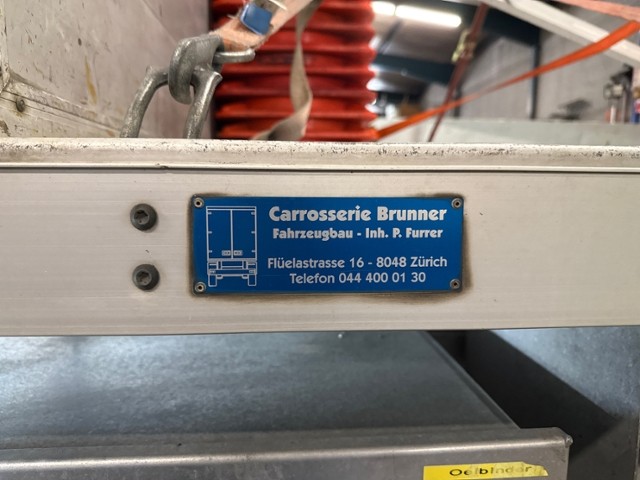 Carrosserie Brunner
Fahrzeugbau - Inh. P. Furrer
Flüelastrasse 16 - 8048 Zürich
Telefon 044 400 01 30
Oelbinder